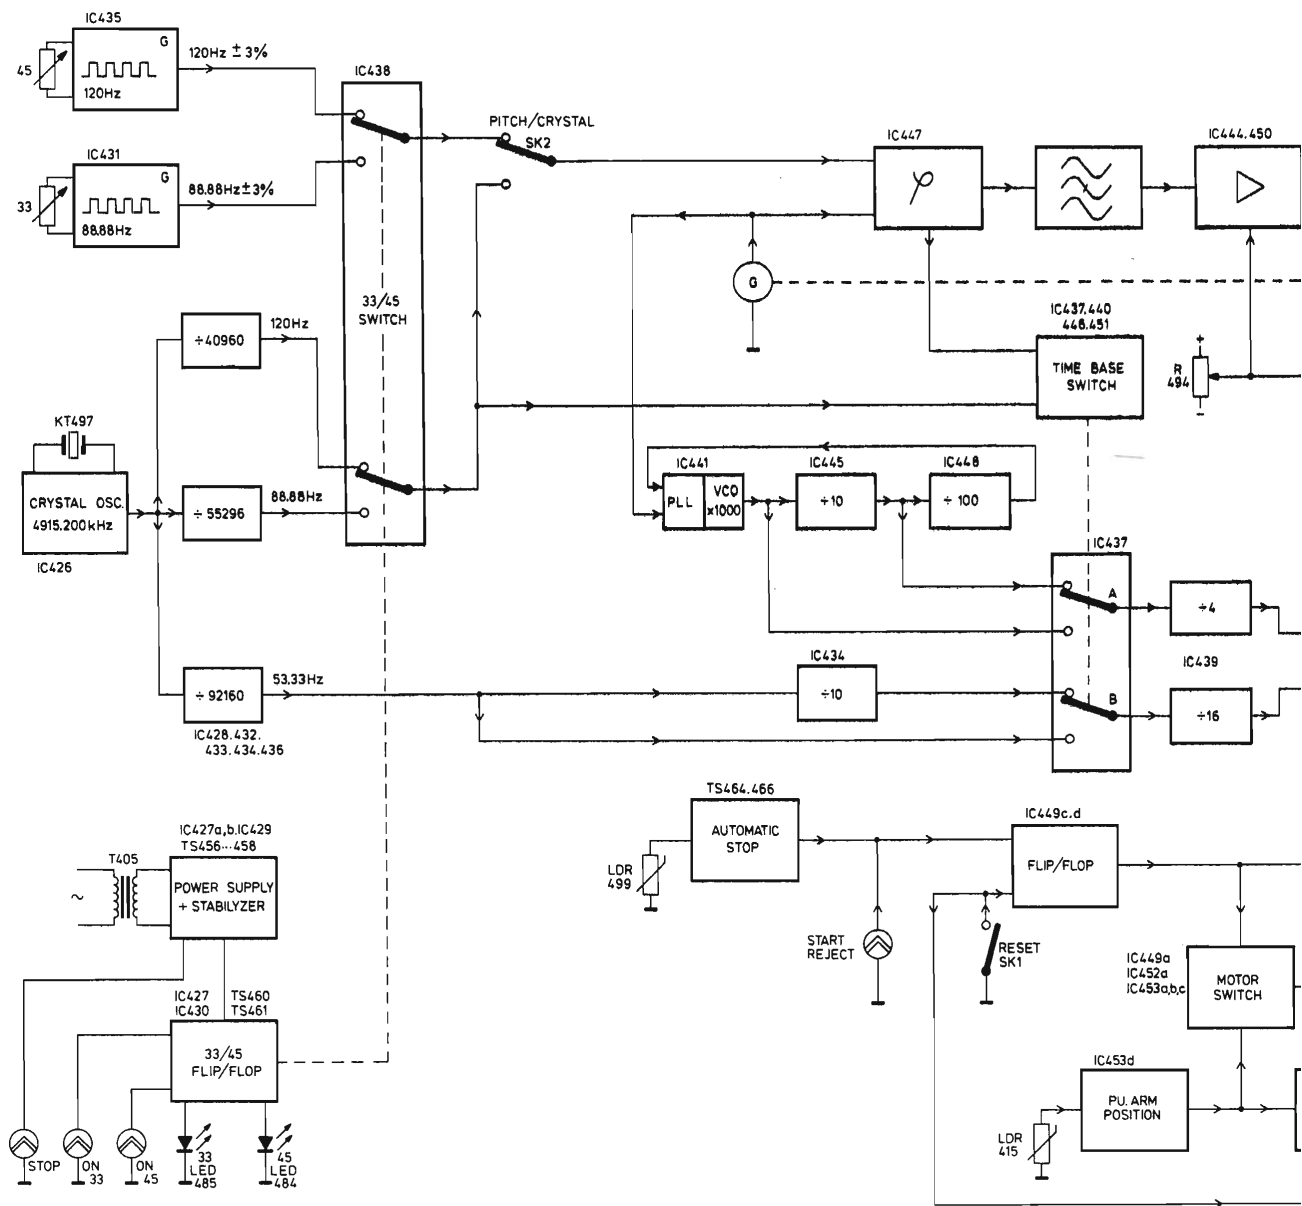 IC435
G
45
120Hz
120Hz ± 3%
IC431
G
33
88.88Hz
88.88Hz±3%
IC438
33/45
SWITCH
PITCH/CRYSTAL
SK2
IC447
φ
IC444.450
G
IC437.440
448.451
TIME BASE
SWITCH
+
R
494
−
÷40960
120Hz
KT497
CRYSTAL OSC.
4915.200kHz
IC426
÷ 55296
88.88Hz
IC441
PLL
VCO
x1000
IC445
÷10
IC448
÷ 100
IC437
A
B
÷4
IC439
÷16
÷ 92160
53.33Hz
IC428.432.
433.434.436
IC434
÷10
IC427a,b.IC429
TS456···458
T405
~
POWER SUPPLY
+ STABILYZER
IC427
IC430
TS460
TS461
33/45
FLIP/FLOP
STOP
ON
33
ON
45
33
LED
485
45
LED
484
TS464.466
AUTOMATIC
STOP
LDR
499
START
REJECT
IC449c.d
FLIP/FLOP
RESET
SK1
IC449a
IC452a
IC453a,b,c
MOTOR
SWITCH
IC453d
PU. ARM
POSITION
LDR
415